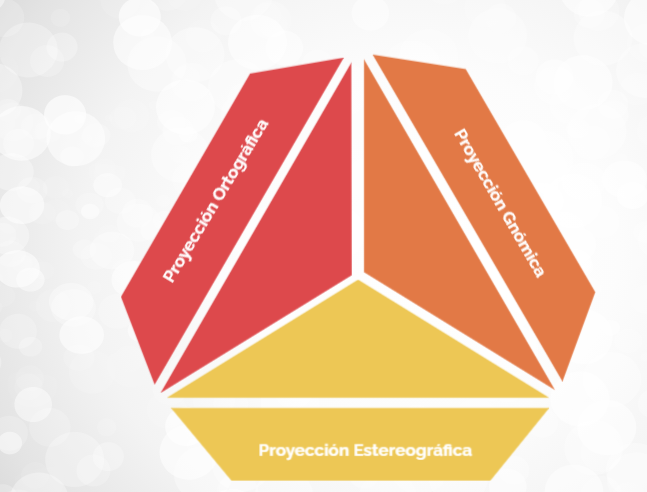 Proyección Ortográfica
Proyección Gnómica
Proyección Estereográfica